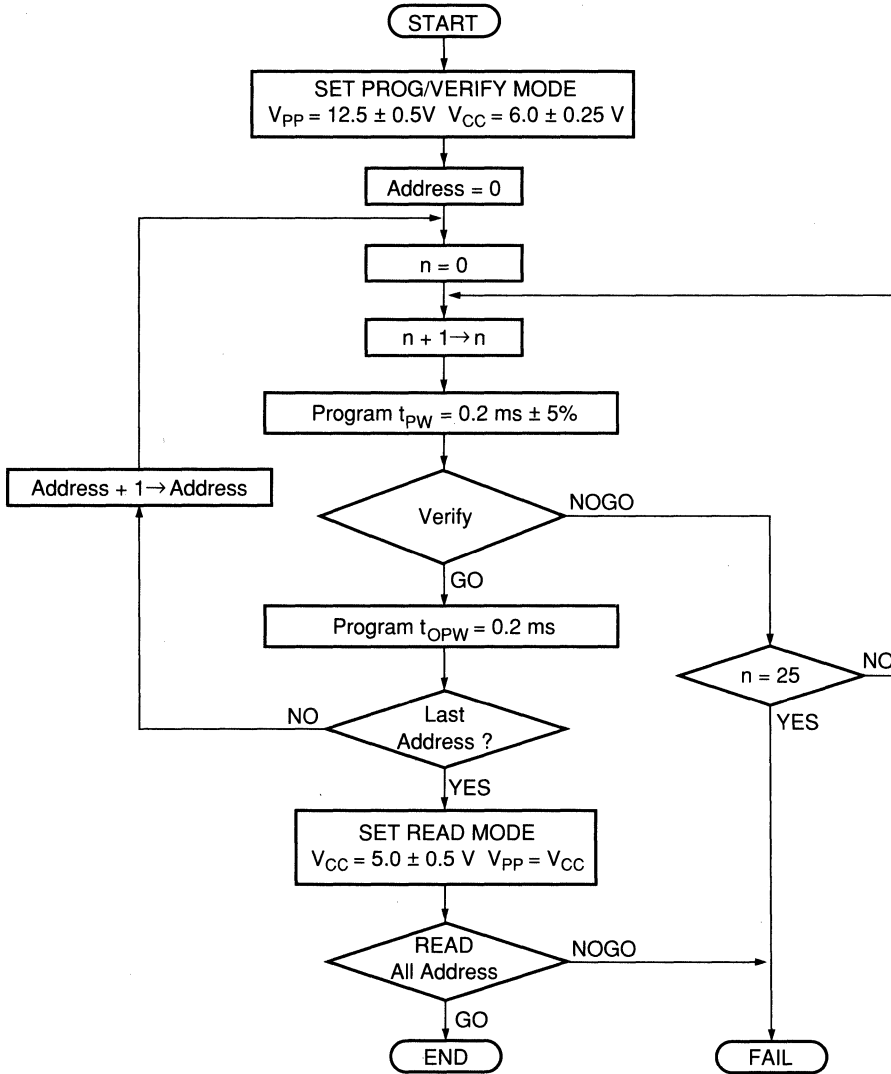 START
SET PROG/VERIFY MODE
VPP = 12.5 ± 0.5V VCC = 6.0 ± 0.25 V
Address = 0
n = 0
n + 1→n
Program tPW = 0.2 ms ± 5%
Address + 1→Address
Verify
NOGO
GO
Program tOPW = 0.2 ms
n = 25
NO
YES
Last
Address ?
NO
YES
SET READ MODE
VCC = 5.0 ± 0.5 V VPP = VCC
READ
All Address
NOGO
GO
END
FAIL